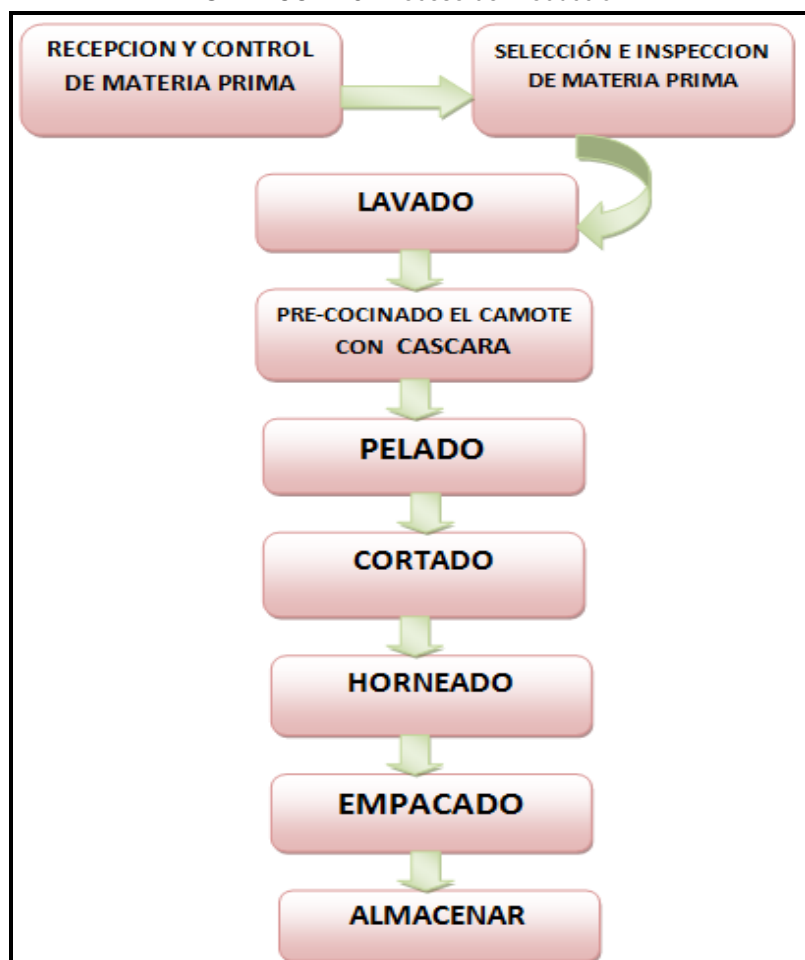 RECEPCION Y CONTROL
DE MATERIA PRIMA
SELECCIÓN E INSPECCION
DE MATERIA PRIMA
LAVADO
PRE-COCINADO EL CAMOTE
CON CASCARA
PELADO
CORTADO
HORNEADO
EMPACADO
ALMACENAR